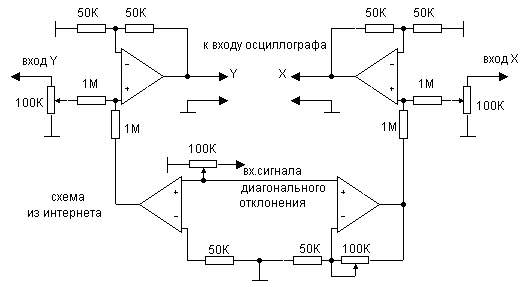 50K 50K 50K 50K
к входу осциллографа
вход Y Y X вход X
1M 1M
100K 100K
1M 1M
100K
вх.сигнала
диагонального
отклонения
схема
из интернета
50K 50K 100K